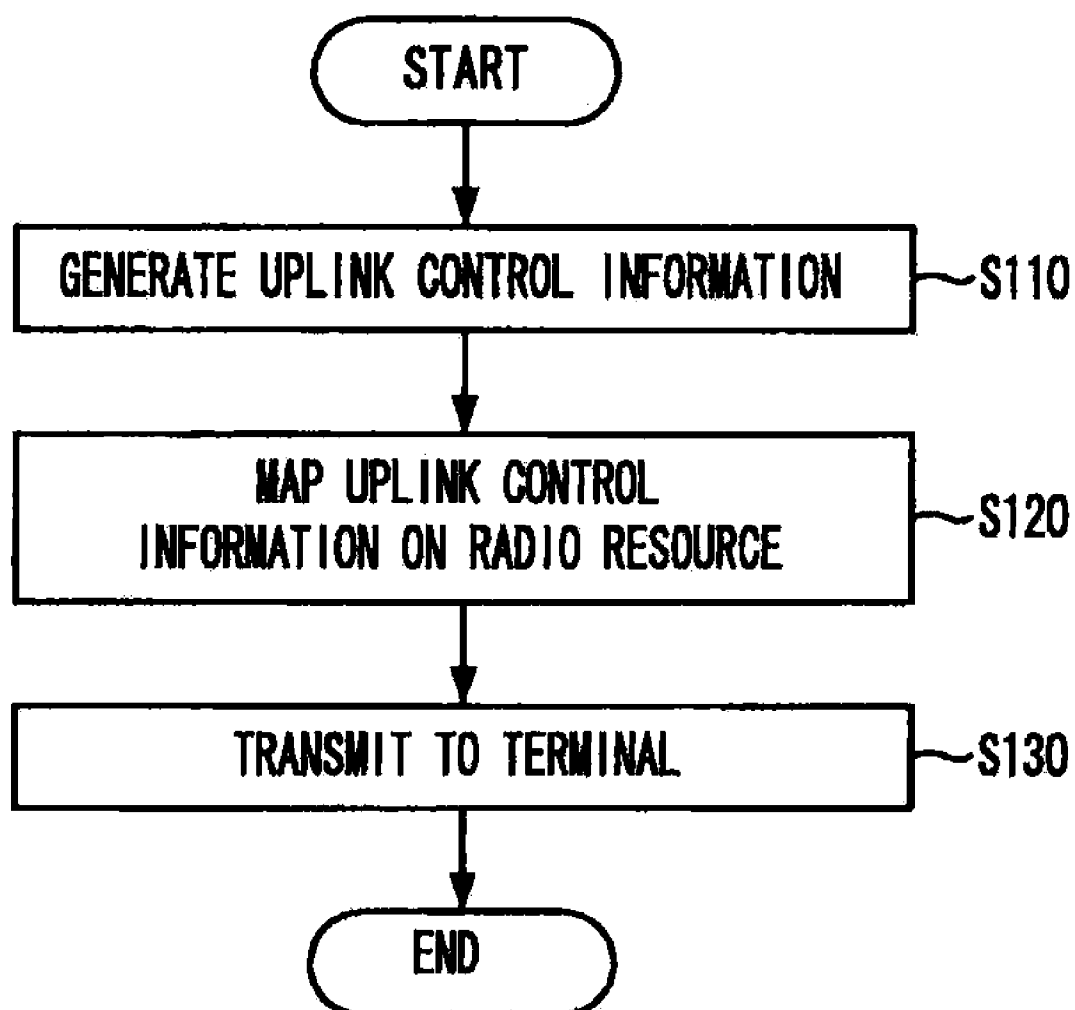 START
GENERATE UPLINK CONTROL INFORMATION
S110
MAP UPLINK CONTROL
INFORMATION ON RADIO RESOURCE
S120
TRANSMIT TO TERMINAL
S130
END